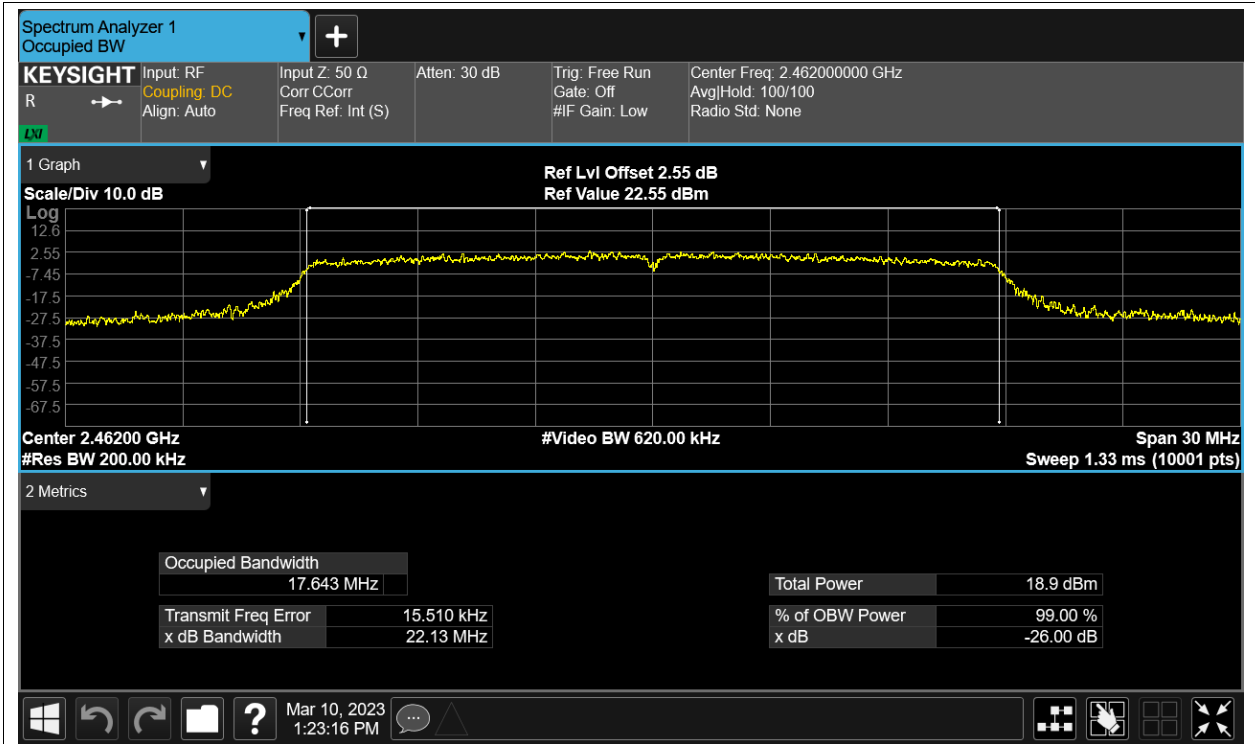 Spectrum Analyzer 1
Occupied BW
▼
+
KEYSIGHT
R
LXI
Input: RF
Coupling: DC
Align: Auto
Input Z: 50 Ω
Corr CCorr
Freq Ref: Int (S)
Atten: 30 dB
Trig: Free Run
Gate: Off
#IF Gain: Low
Center Freq: 2.462000000 GHz
Avg|Hold: 100/100
Radio Std: None
1 Graph ▼
Scale/Div 10.0 dB
Ref Lvl Offset 2.55 dB
Ref Value 22.55 dBm
Log
12.6
2.55
-7.45
-17.5
-27.5
-37.5
-47.5
-57.5
-67.5
Center 2.46200 GHz
#Res BW 200.00 kHz
#Video BW 620.00 kHz
Span 30 MHz
Sweep 1.33 ms (10001 pts)
2 Metrics ▼
Occupied Bandwidth
17.643 MHz
Transmit Freq Error 15.510 kHz
x dB Bandwidth 22.13 MHz
Total Power 18.9 dBm
% of OBW Power 99.00 %
x dB -26.00 dB
?
Mar 10, 2023
1:23:16 PM